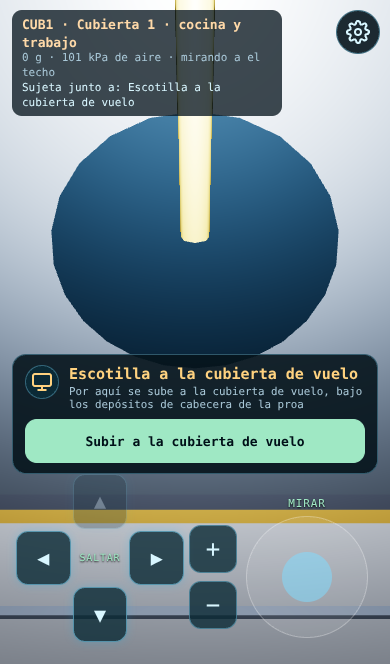 CUB1 · Cubierta 1 · cocina y
trabajo
0 g · 101 kPa de aire · mirando a el
techo
Sujeta junto a: Escotilla a la
cubierta de vuelo
Escotilla a la cubierta de vuelo
Por aquí se sube a la cubierta de vuelo, bajo
los depósitos de cabecera de la proa
Subir a la cubierta de vuelo
MIRAR
▲
◀ SALTAR ▶ +
▼ −